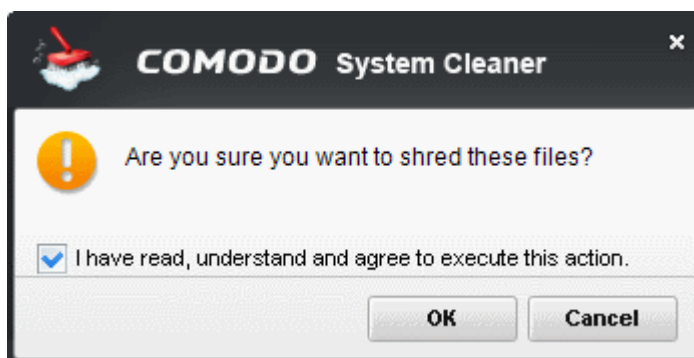 COMODO System Cleaner
Are you sure you want to shred these files?
I have read, understand and agree to execute this action.
OK Cancel